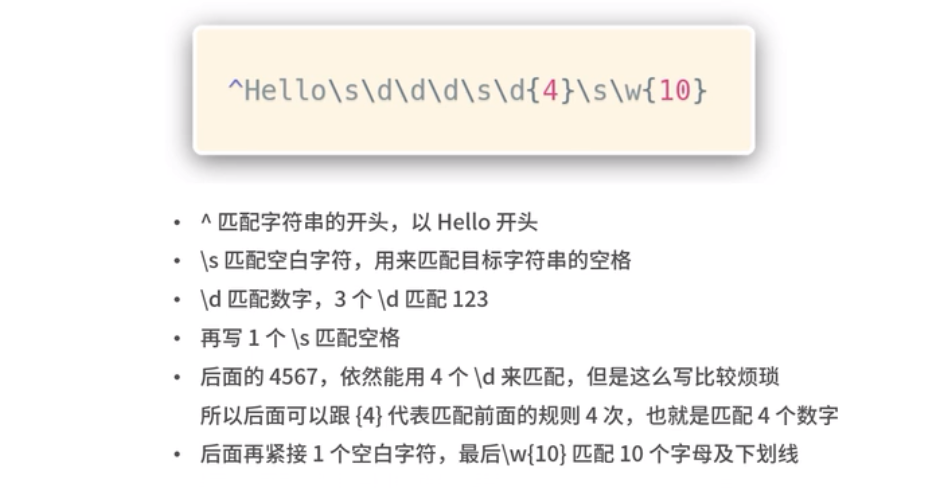 ^Hello\s\d\d\d\s\d{4}\s\w{10}
• ^ 匹配字符串的开头，以 Hello 开头
• \s 匹配空白字符，用来匹配目标字符串的空格
• \d 匹配数字，3 个 \d 匹配 123
• 再写 1 个 \s 匹配空格
• 后面的 4567，依然能用 4 个 \d 来匹配，但是这么写比较烦琐
所以后面可以跟 {4} 代表匹配前面的规则 4 次，也就是匹配 4 个数字
• 后面再紧接 1 个空白字符，最后\w{10} 匹配 10 个字母及下划线